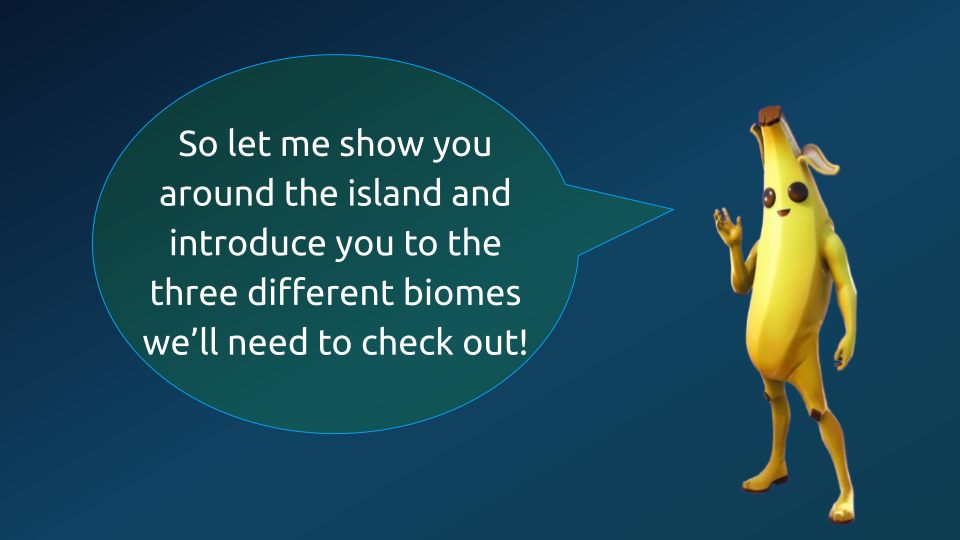 So let me show you
around the island and
introduce you to the
three different biomes
we’ll need to check out!